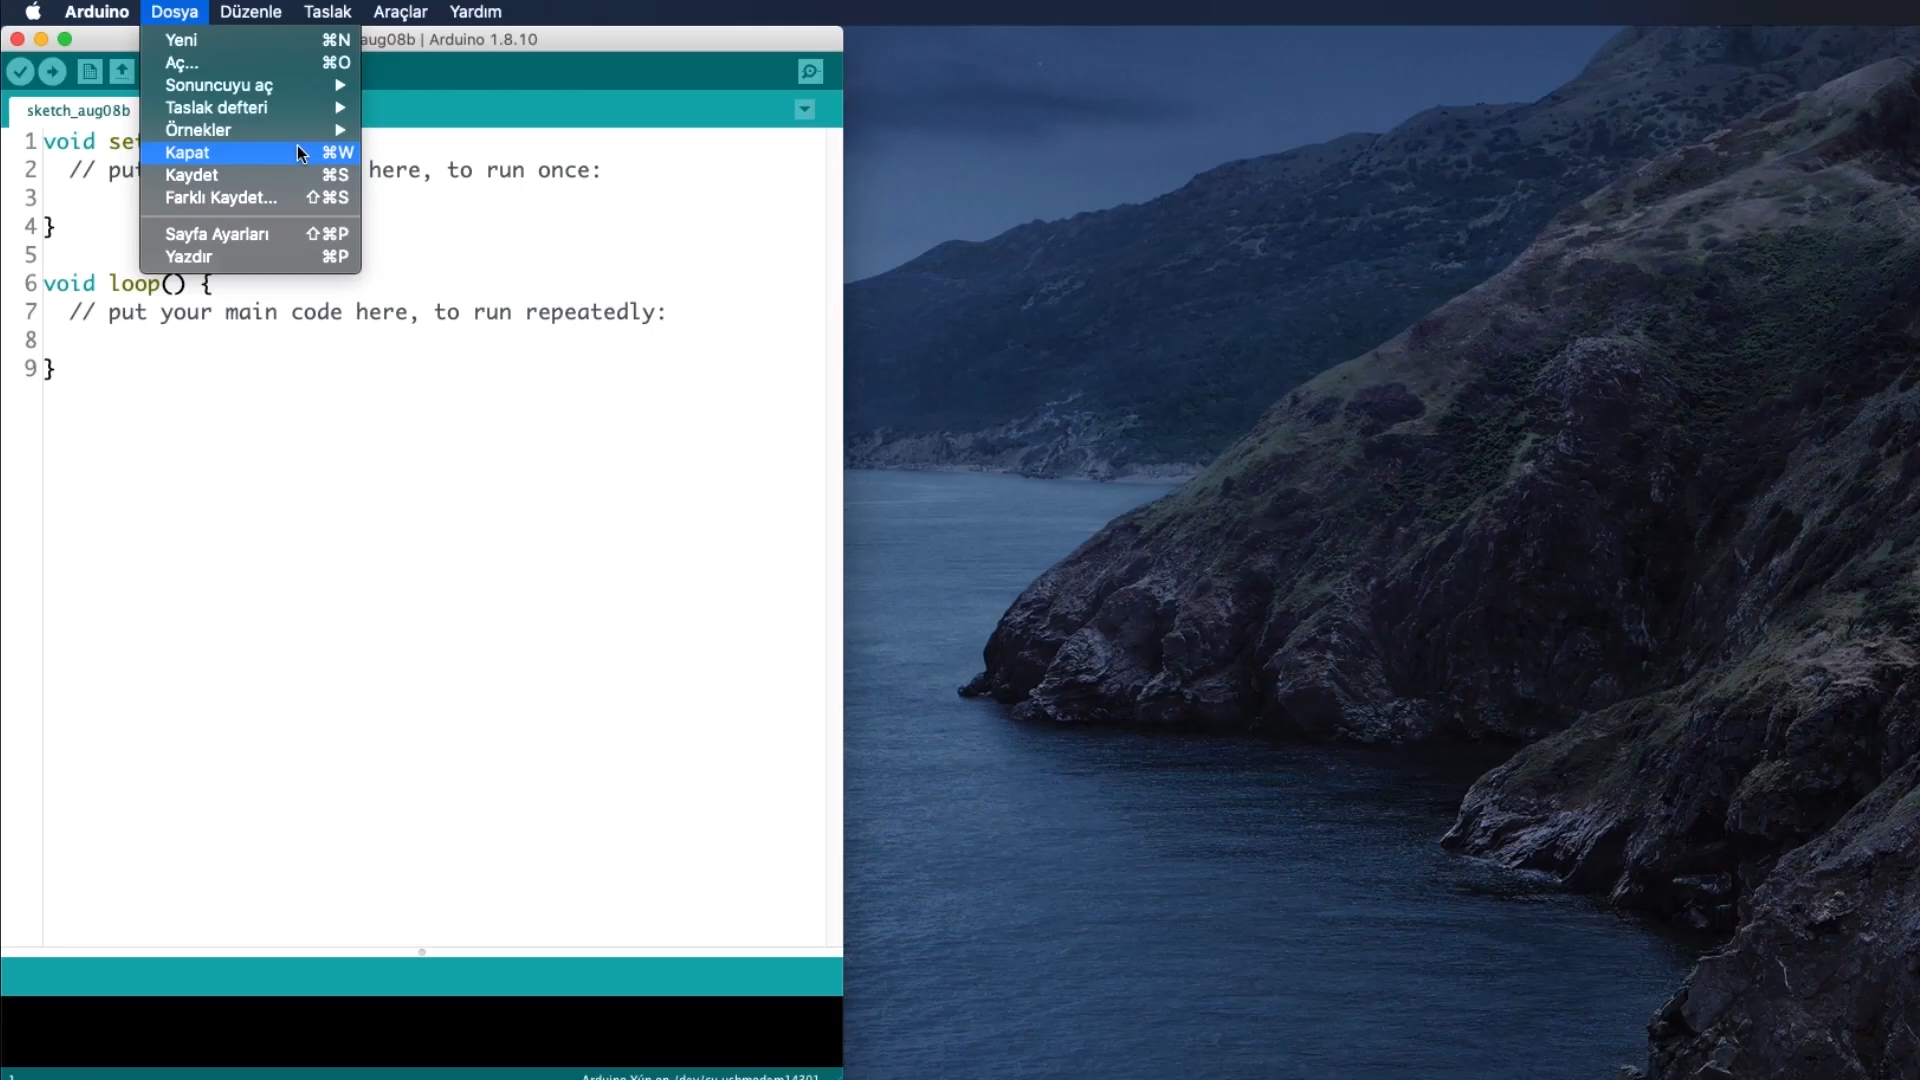 Arduino Dosya Düzenle Taslak Araçlar Yardım
aug08b | Arduino 1.8.10
Yeni ⌘N
Aç... ⌘O
Sonuncuyu aç
Taslak defteri
Örnekler
Kapat ⌘W
Kaydet ⌘S
Farklı Kaydet... ⇧⌘S
Sayfa Ayarları ⇧⌘P
Yazdır ⌘P
sketch_aug08b
1 void se
2 // put here, to run once:
3
4 }
5
6 void loop() {
7 // put your main code here, to run repeatedly:
8
9 }
1 Arduino Yún on /dev/cu.usbmodem14301